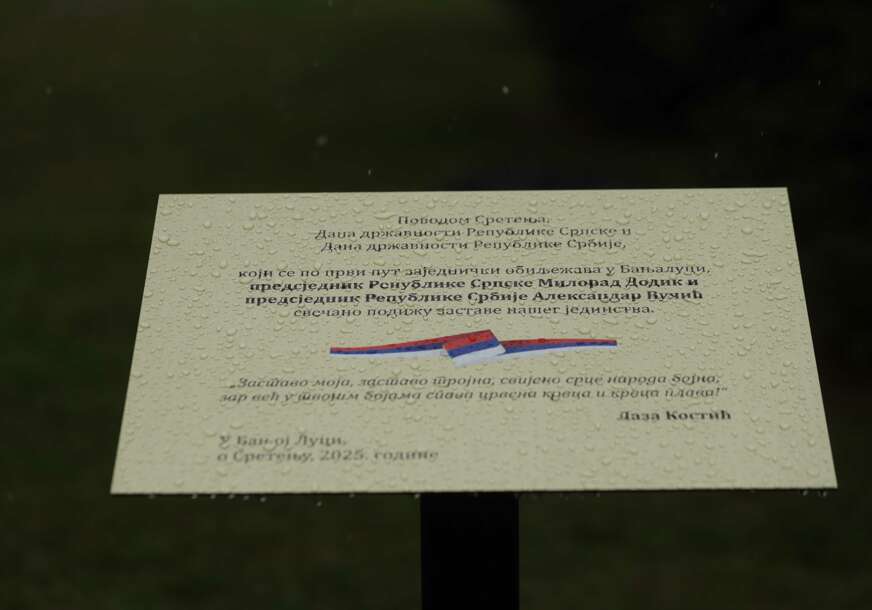 Поводом Сретења,
Дана државности Републике Српске и
Дана државности Републике Србије,
који се по први пут заједнички обиљежава у Бањалуци,
предсједник Републике Српске Милорад Додик и
предсједник Републике Србије Александар Вучић
свечано подижу заставе нашег јединства.
„Заставо моја, заставо тројна, свијено срце народа бојна,
зар већ у твојим бојама спава црвена крвца и крвца плава!“
Лаза Костић
У Бањој Луци,
о Сретењу, 2025. године